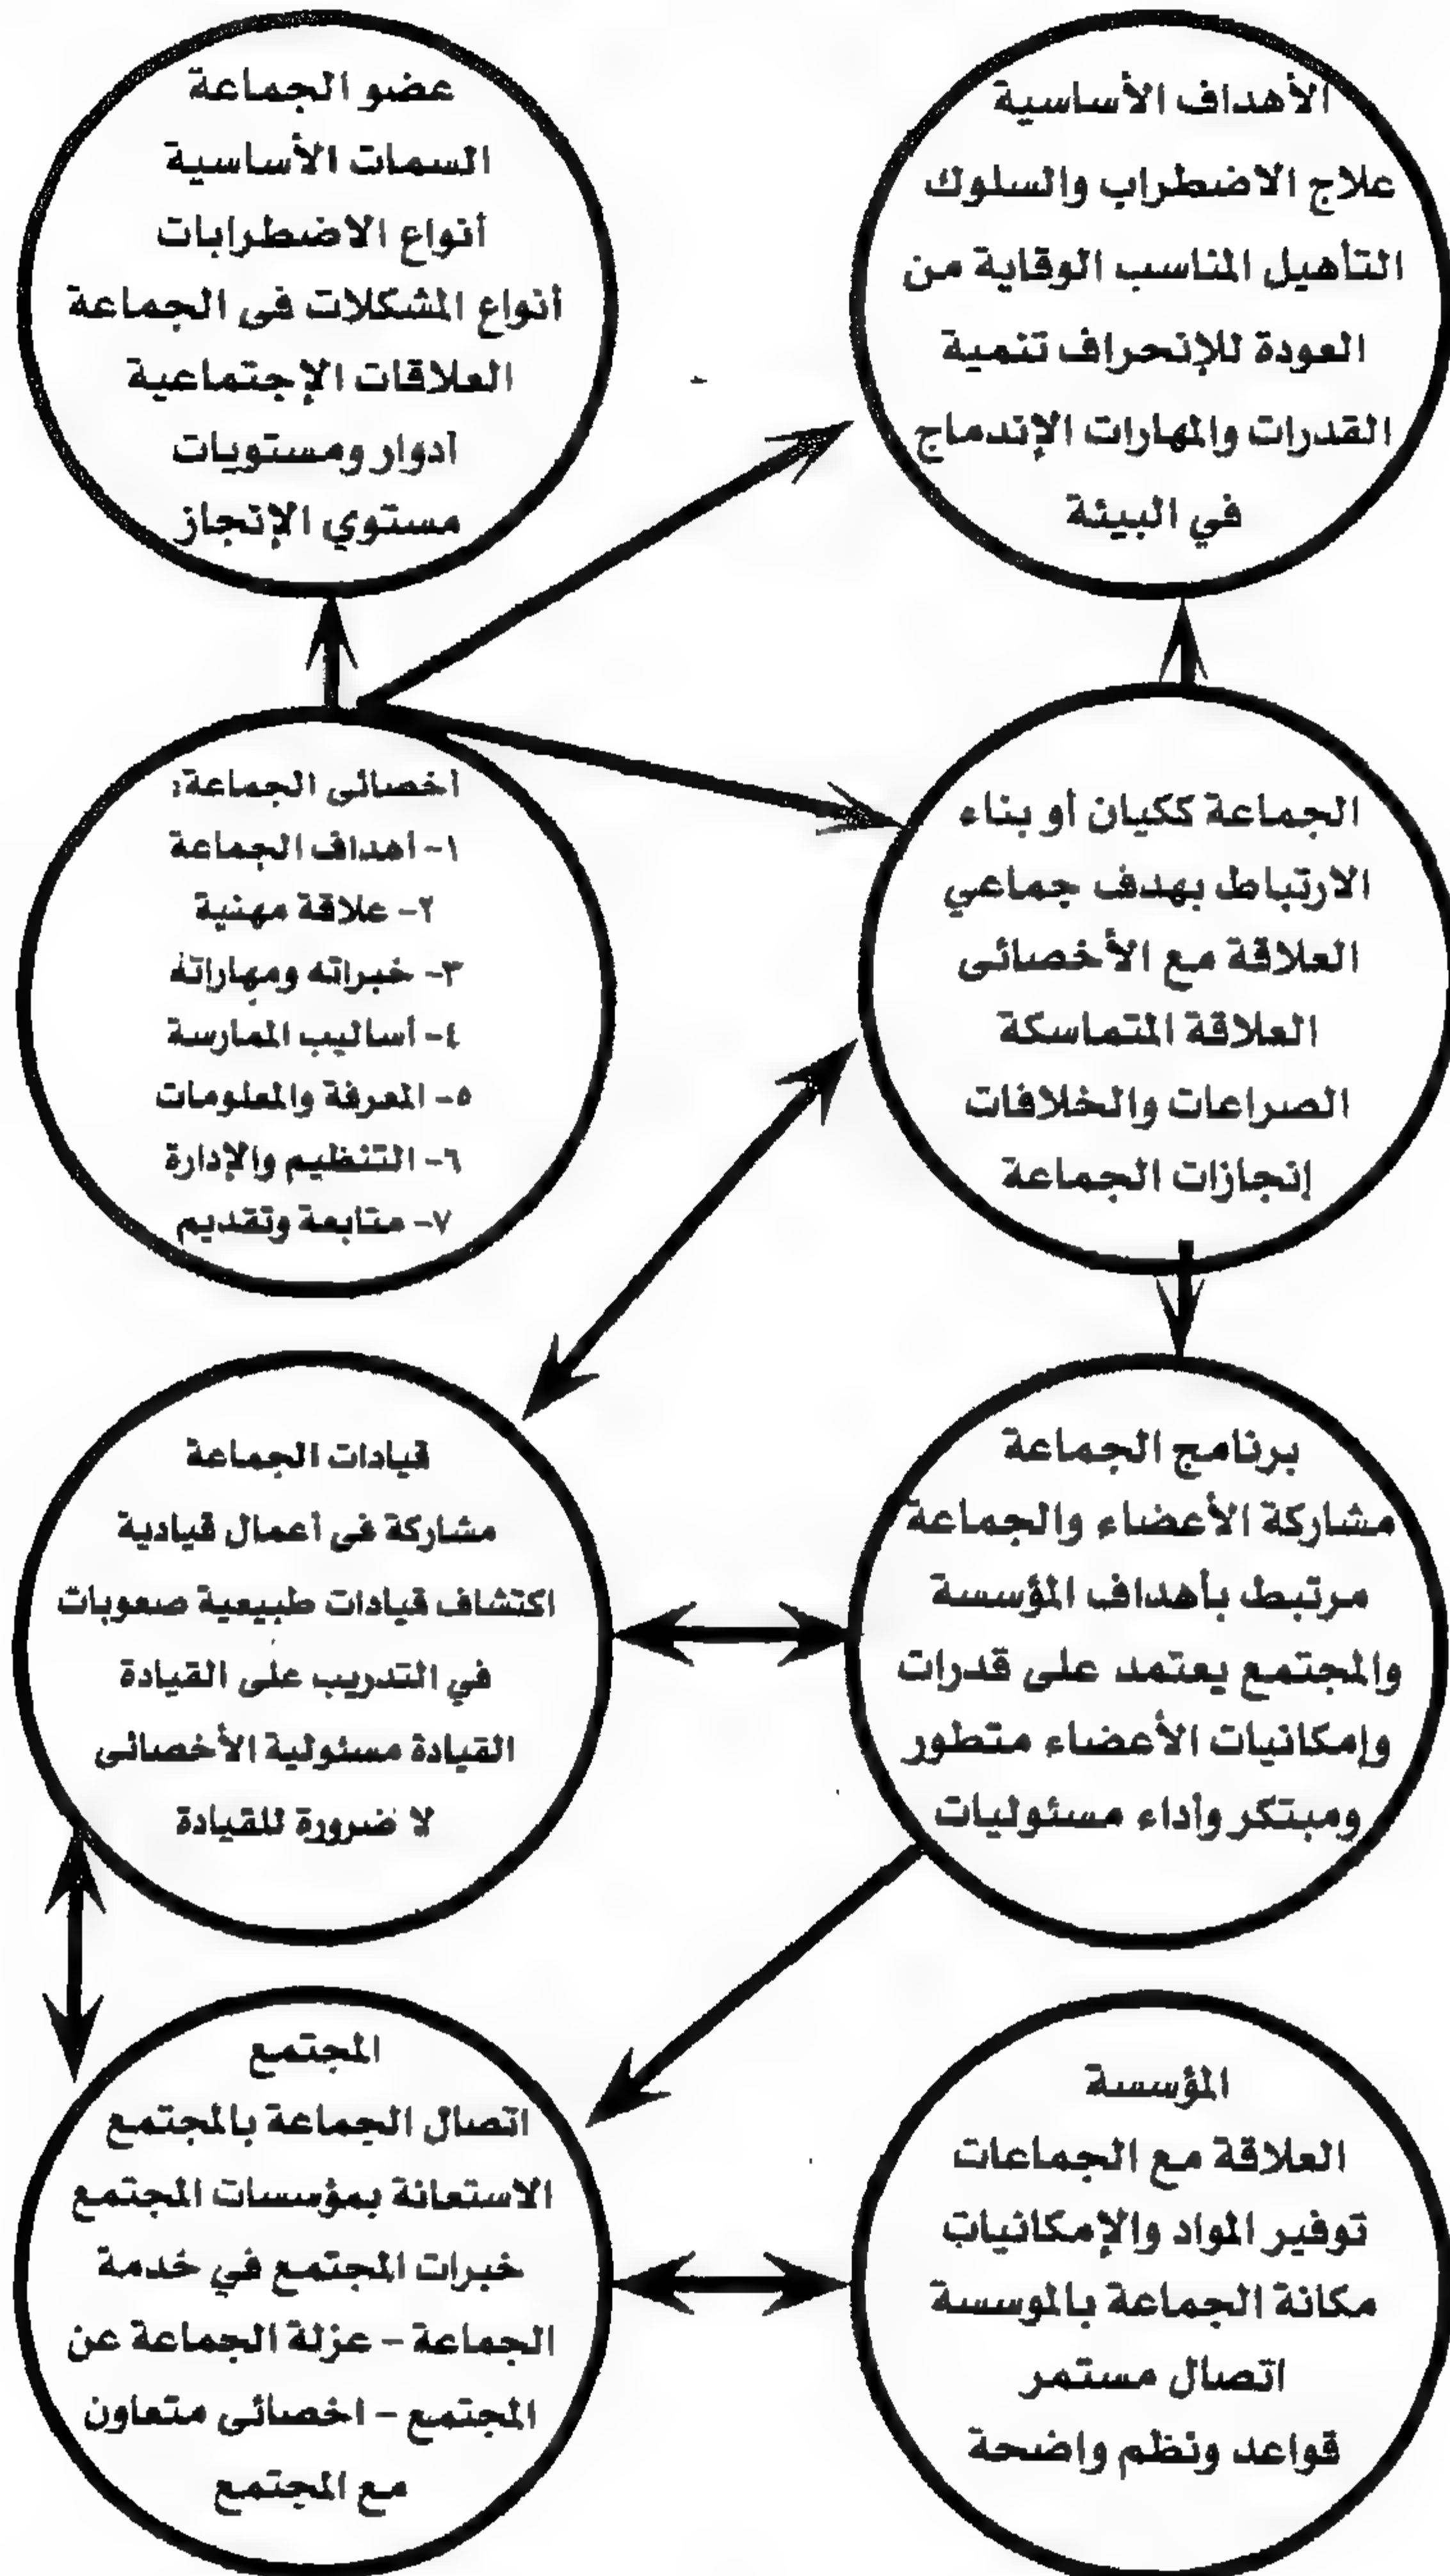 الأهداف الأساسية
علاج الاضطراب والسلوك
التأهيل المناسب الوقاية من
العودة للإنحراف تنمية
القدرات والمهارات الإندماج
في البيئة
عضو الجماعة
السمات الأساسية
أنواع الاضطرابات
أنواع المشكلات فى الجماعة
العلاقات الإجتماعية
أدوار ومستويات
مستوي الإنجاز
الجماعة ككيان أو بناء
الارتباط بهدف جماعي
العلاقة مع الأخصائى
العلاقة المتماسكة
الصراعات والخلافات
إنجازات الجماعة
أخصائى الجماعة:
١- أهداف الجماعة
٢- علاقة مهنية
٣- خبراته ومهاراته
٤- أساليب الممارسة
٥- المعرفة والمعلومات
٦- التنظيم والإدارة
٧- متابعة وتقديم
برنامج الجماعة
مشاركة الأعضاء والجماعة
مرتبط بأهداف المؤسسة
والمجتمع يعتمد على قدرات
وإمكانيات الأعضاء متطور
ومبتكر وأداء مسئوليات
قيادات الجماعة
مشاركة فى أعمال قيادية
اكتشاف قيادات طبيعية صعوبات
في التدريب على القيادة
القيادة مسئولية الأخصائى
لا ضرورة للقيادة
المؤسسة
العلاقة مع الجماعات
توفير المواد والإمكانيات
مكانة الجماعة بالموسسة
اتصال مستمر
قواعد ونظم واضحة
المجتمع
اتصال الجماعة بالمجتمع
الاستعانة بمؤسسات المجتمع
خبرات المجتمع في خدمة
الجماعة - عزلة الجماعة عن
المجتمع - اخصائى متعاون
مع المجتمع